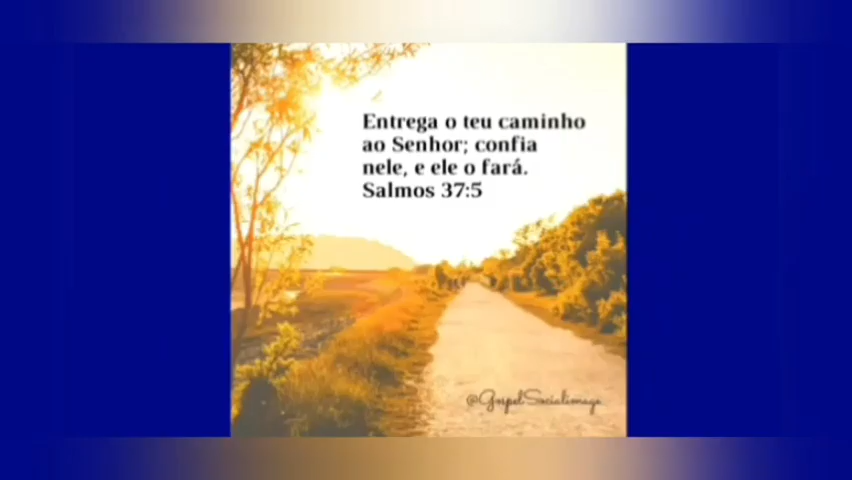 Entrega o teu caminho
ao Senhor; confia
nele, e ele o fará.
Salmos 37:5
@GospelSocialimage